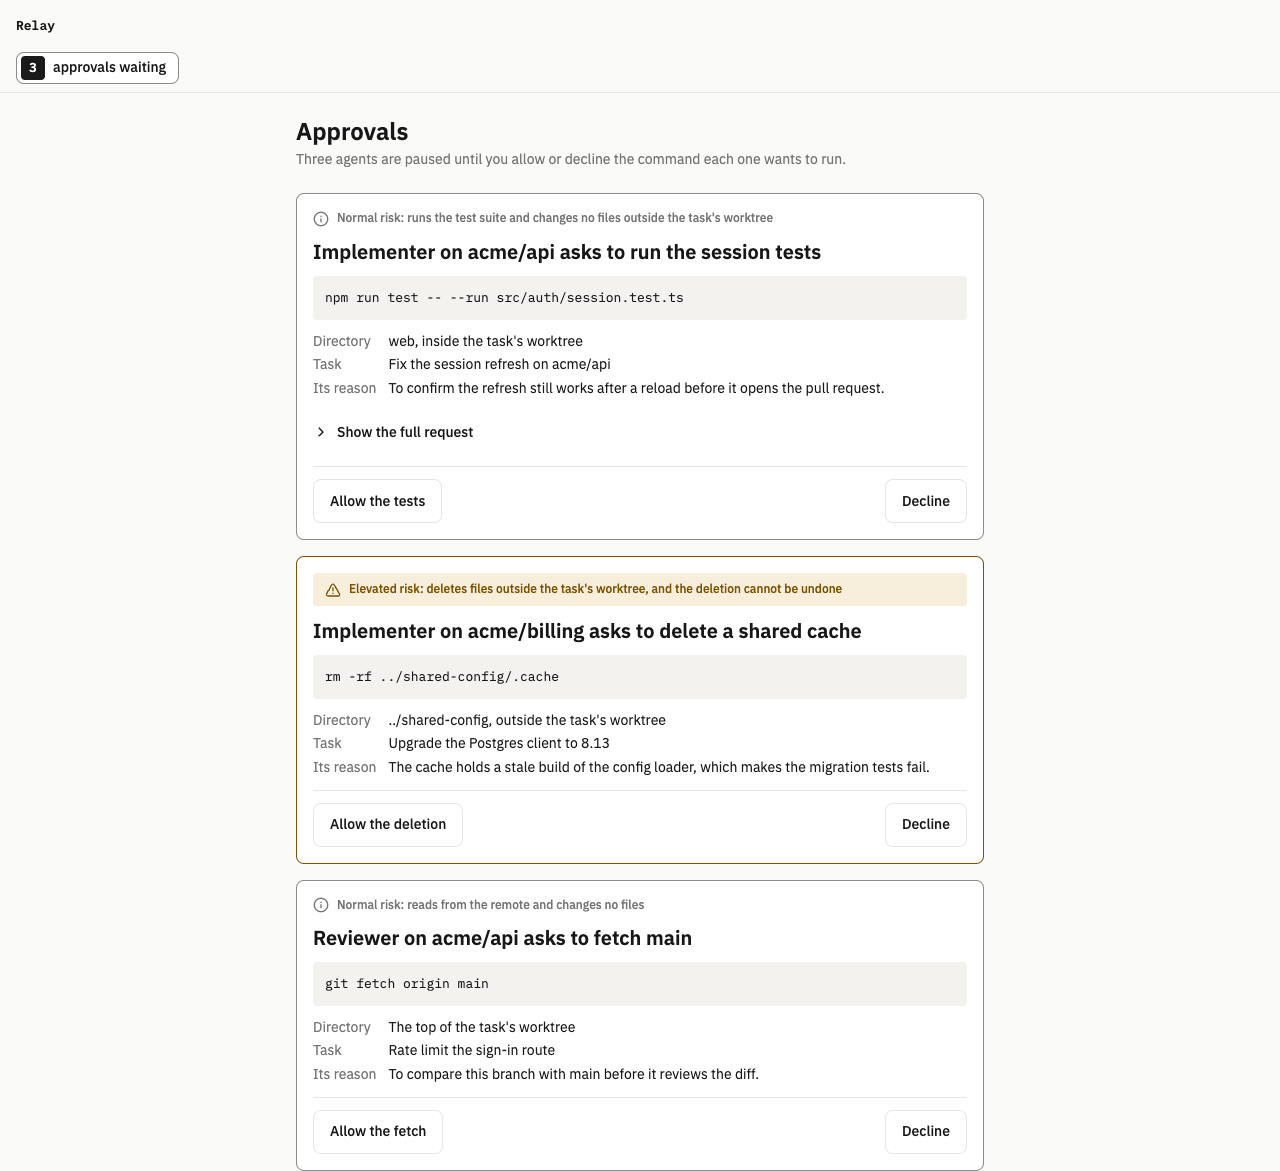 Relay
3 approvals waiting
Approvals
Three agents are paused until you allow or decline the command each one wants to run.
Normal risk: runs the test suite and changes no files outside the task's worktree
Implementer on acme/api asks to run the session tests
npm run test -- --run src/auth/session.test.ts
Directory web, inside the task's worktree
Task Fix the session refresh on acme/api
Its reason To confirm the refresh still works after a reload before it opens the pull request.
Show the full request
Allow the tests Decline
Elevated risk: deletes files outside the task's worktree, and the deletion cannot be undone
Implementer on acme/billing asks to delete a shared cache
rm -rf ../shared-config/.cache
Directory ../shared-config, outside the task's worktree
Task Upgrade the Postgres client to 8.13
Its reason The cache holds a stale build of the config loader, which makes the migration tests fail.
Allow the deletion Decline
Normal risk: reads from the remote and changes no files
Reviewer on acme/api asks to fetch main
git fetch origin main
Directory The top of the task's worktree
Task Rate limit the sign-in route
Its reason To compare this branch with main before it reviews the diff.
Allow the fetch Decline